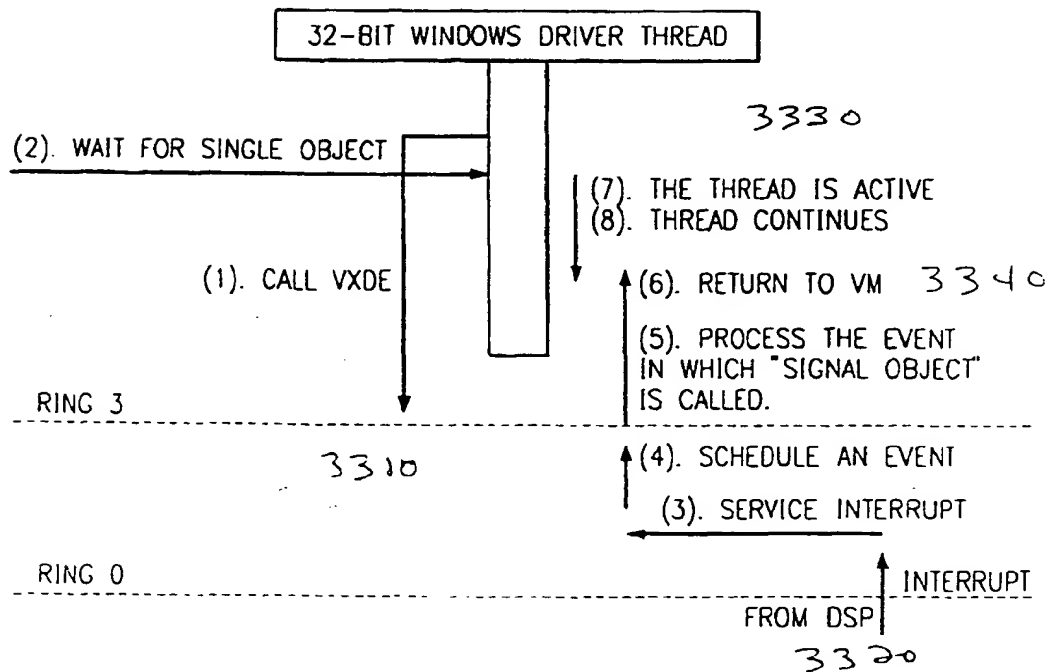 32-BIT WINDOWS DRIVER THREAD
3330
(2). WAIT FOR SINGLE OBJECT
(7). THE THREAD IS ACTIVE
(8). THREAD CONTINUES
(1). CALL VXDE
(6). RETURN TO VM 3340
(5). PROCESS THE EVENT
IN WHICH "SIGNAL OBJECT"
IS CALLED.
RING 3
3310
(4). SCHEDULE AN EVENT
(3). SERVICE INTERRUPT
RING 0
INTERRUPT
FROM DSP
3320